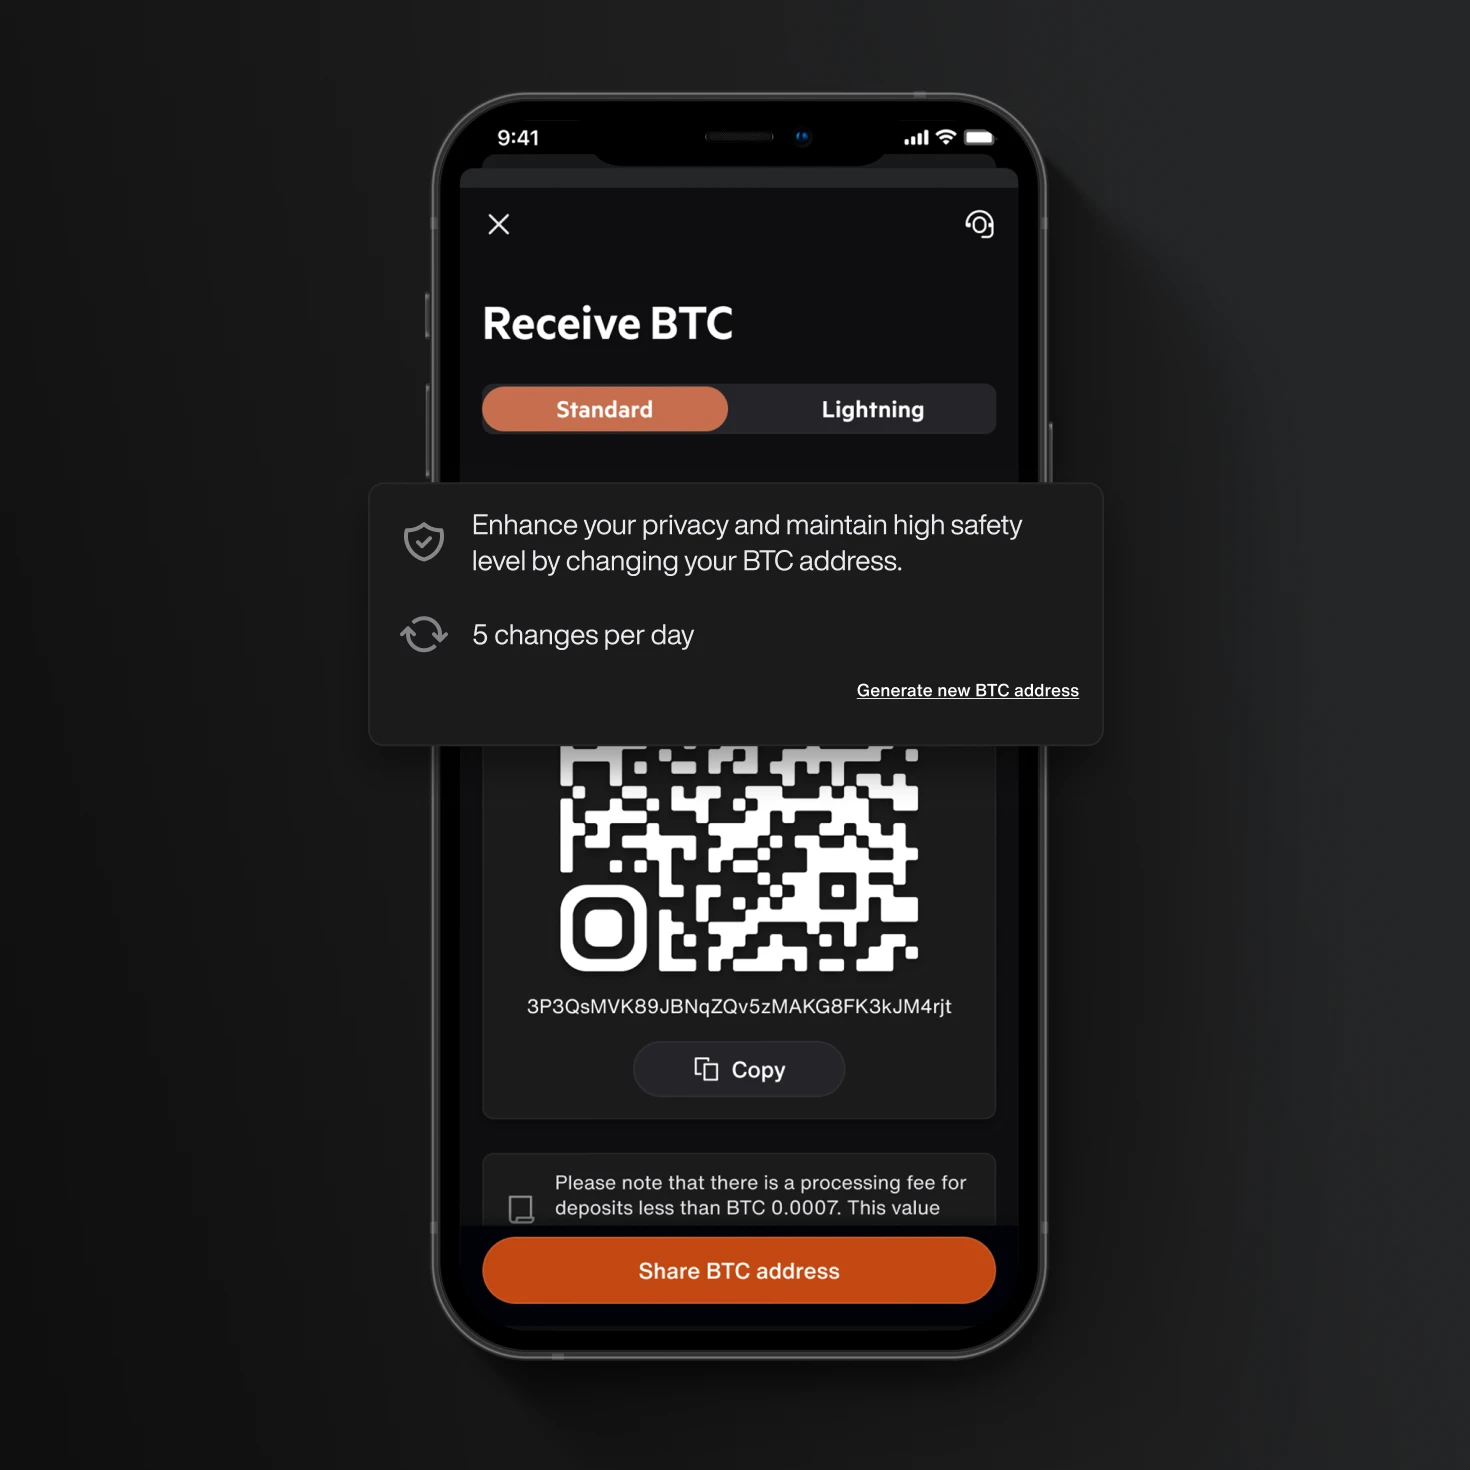 9:41
Receive BTC
Standard
Lightning
Enhance your privacy and maintain high safety
level by changing your BTC address.
5 changes per day
Generate new BTC address
3P3QsMVK89JBNqZQv5zMAKG8FK3kJM4rjt
Copy
Please note that there is a processing fee for
deposits less than BTC 0.0007. This value
Share BTC address